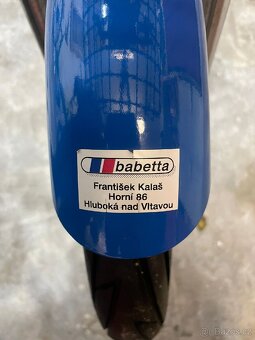 babetta
František Kalaš
Horní 86
Hluboká nad Vltavou